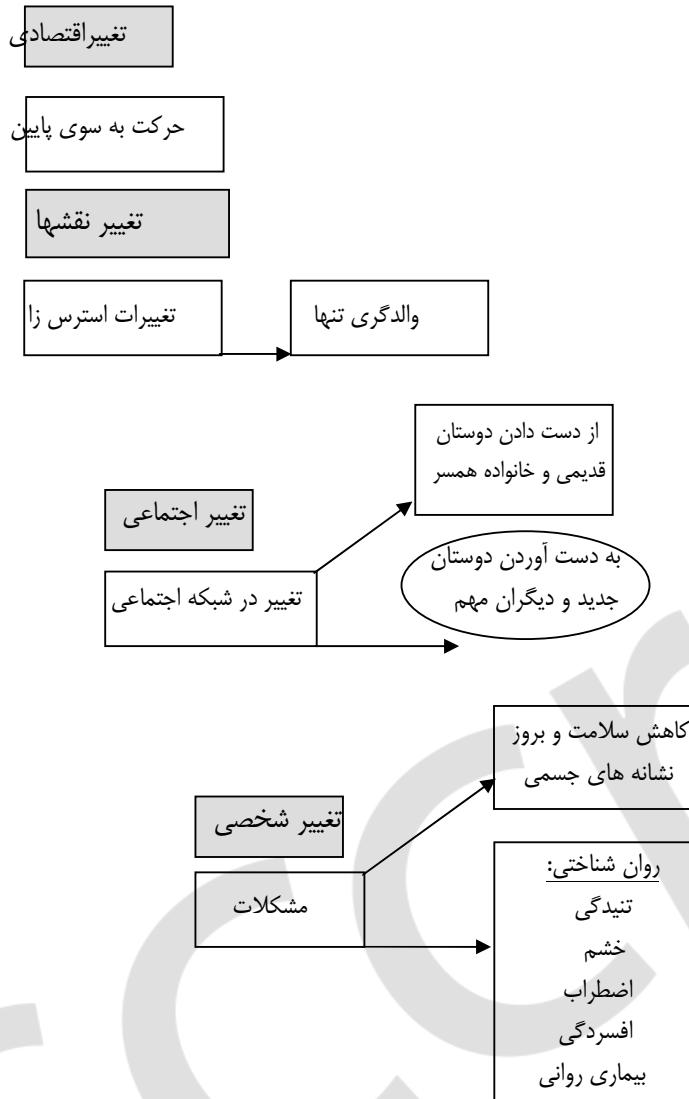 تغییراقتصادی
حرکت به سوی پایین
تغییر نقشها
تغییرات استرس زا
والدگری تنها
از دست دادن دوستان
قدیمی و خانواده همسر
تغییر اجتماعی
به دست آوردن دوستان
جدید و دیگران مهم
تغییر در شبکه اجتماعی
کاهش سلامت و بروز
نشانه های جسمی
تغییر شخصی
مشکلات
روان شناختی:
تنیدگی
خشم
اضطراب
افسردگی
بیماری روانی